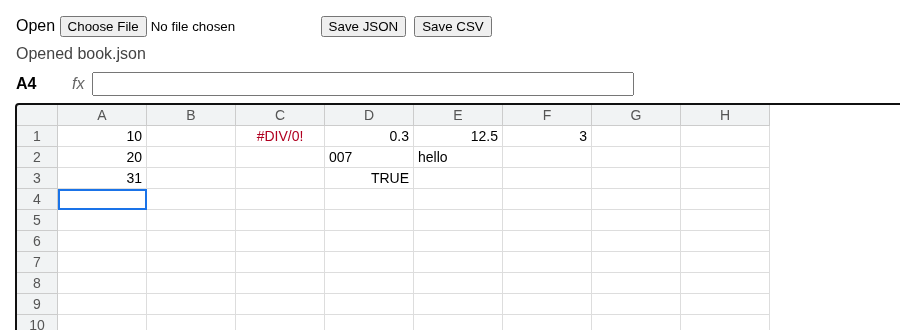 Open Choose File No file chosen Save JSON Save CSV
Opened book.json
A4 fx
A B C D E F G H
1 10 #DIV/0! 0.3 12.5 3
2 20 007 hello
3 31 TRUE
4
5
6
7
8
9
10